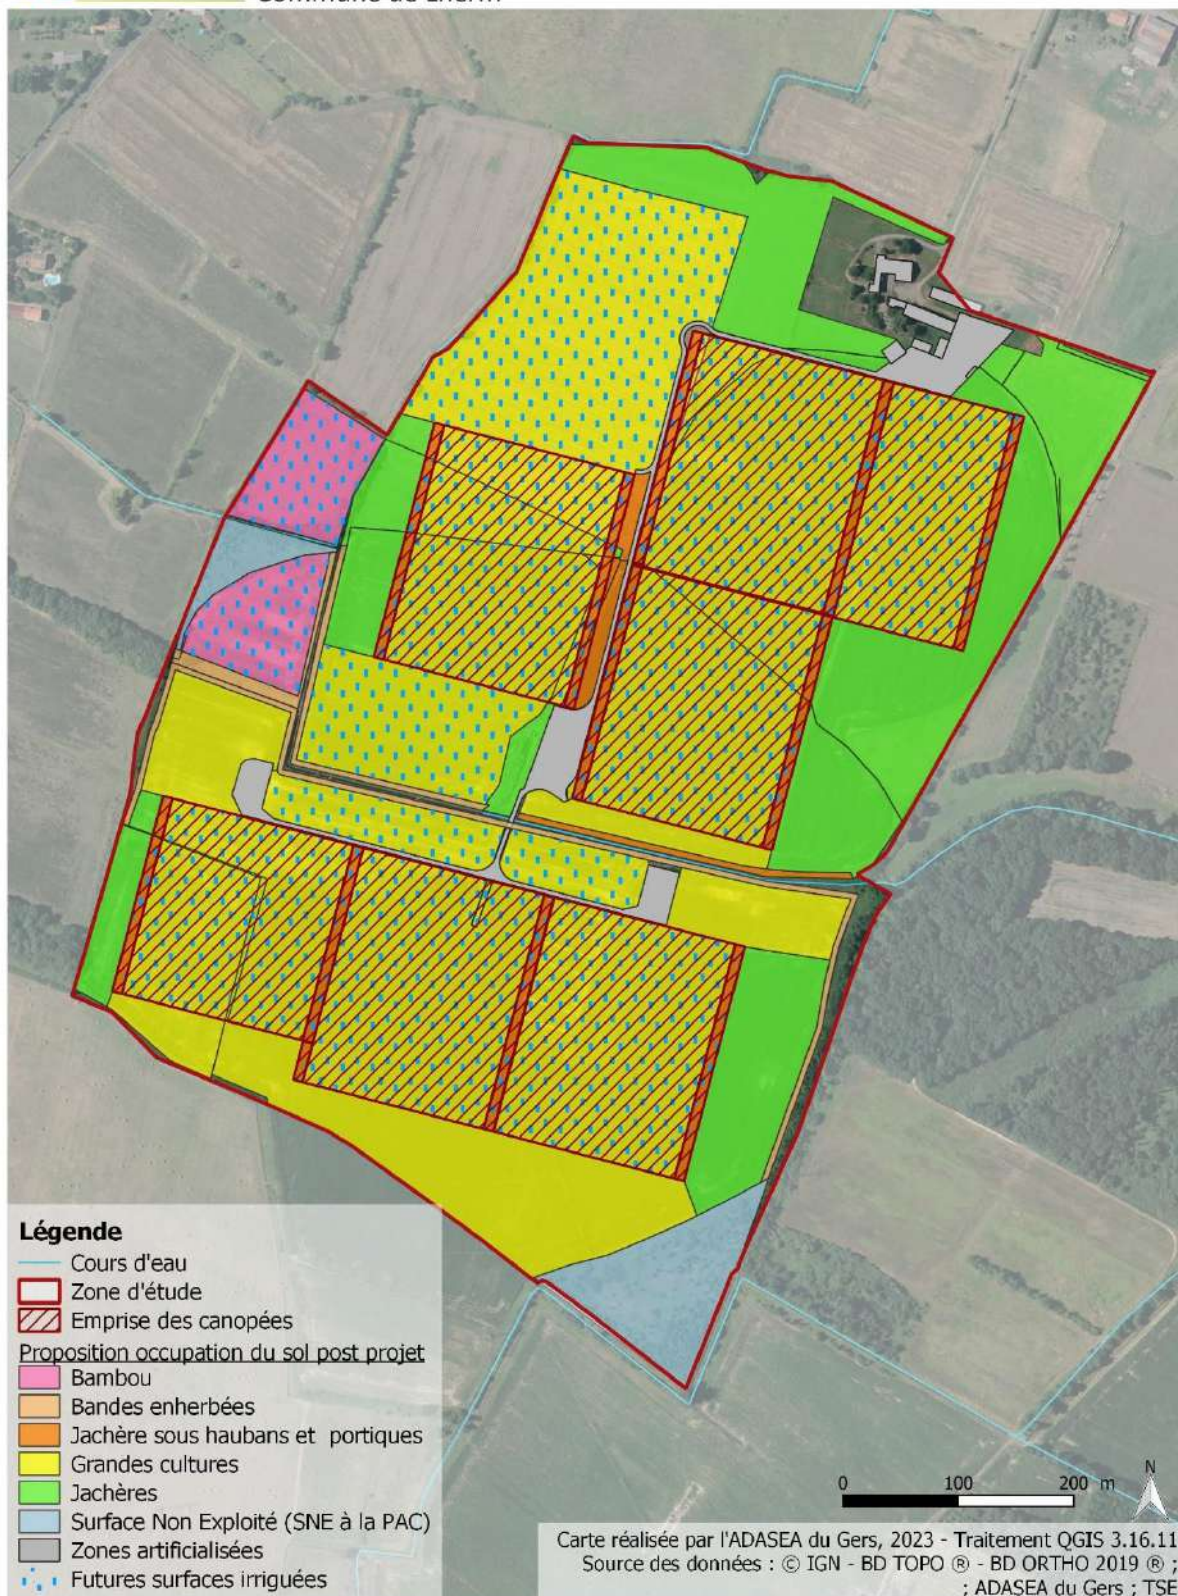 Légende
Cours d'eau
Zone d'étude
Emprise des canopées
Proposition occupation du sol post projet
Bambou
Bandes enherbées
Jachère sous haubans et portiques
Grandes cultures
Jachères
Surface Non Exploité (SNE à la PAC)
Zones artificialisées
Futures surfaces irriguées
0 100 200 m
N
Carte réalisée par l'ADASEA du Gers, 2023 - Traitement QGIS 3.16.11
Source des données : © IGN - BD TOPO ® - BD ORTHO 2019 ® ;
; ADASEA du Gers ; TSE